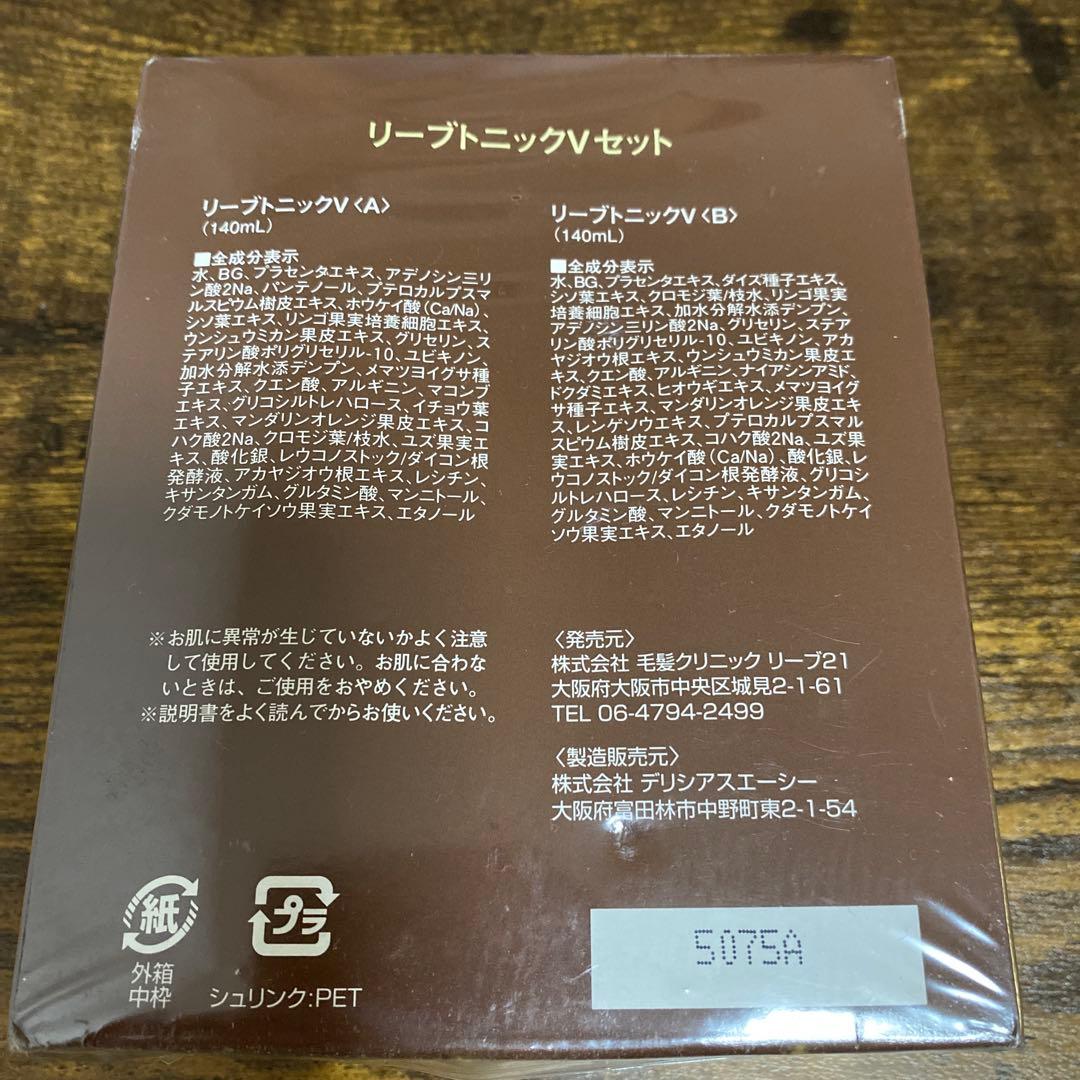 リーブトニックVセット
リーブトニックV〈A〉
(140mL)
■全成分表示
水、BG、プラセンタエキス、アデノシン三リ
ン酸2Na、パンテノール、プテロカルプスマ
ルスピウム樹皮エキス、ホウケイ酸(Ca/Na)、
シソ葉エキス、リンゴ果実培養細胞エキス、
ウンシュウミカン果皮エキス、グリセリン、ス
テアリン酸ポリグリセリル-10、ユビキノン、
加水分解水添デンプン、メマツヨイグサ種
子エキス、クエン酸、アルギニン、マコンブ
エキス、グリコシルトレハロース、イチョウ葉
エキス、マンダリンオレンジ果皮エキス、コ
ハク酸2Na、クロモジ葉/枝水、ユズ果実エ
キス、酸化銀、レウコノストック/ダイコン根
発酵液、アカヤジオウ根エキス、レシチン、
キサンタンガム、グルタミン酸、マンニトール、
クダモノトケイソウ果実エキス、エタノール
リーブトニックV〈B〉
(140mL)
■全成分表示
水、BG、プラセンタエキス、ダイズ種子エキス、
シソ葉エキス、クロモジ葉/枝水、リンゴ果実
培養細胞エキス、加水分解水添デンプン、
アデノシン三リン酸2Na、グリセリン、ステア
リン酸ポリグリセリル-10、ユビキノン、アカ
ヤジオウ根エキス、ウンシュウミカン果皮エ
キス、クエン酸、アルギニン、ナイアシンアミド、
ドクダミエキス、ヒオウギエキス、メマツヨイグ
サ種子エキス、マンダリンオレンジ果皮エキ
ス、レンゲソウエキス、プテロカルプスマル
スピウム樹皮エキス、コハク酸2Na、ユズ果
実エキス、ホウケイ酸(Ca/Na)、酸化銀、レ
ウコノストック/ダイコン根発酵液、グリコシ
ルトレハロース、レシチン、キサンタンガム、
グルタミン酸、マンニトール、クダモノトケイ
ソウ果実エキス、エタノール
※お肌に異常が生じていないかよく注意
して使用してください。お肌に合わな
いときは、ご使用をおやめください。
※説明書をよく読んでからお使いください。
〈発売元〉
株式会社 毛髪クリニック リーブ21
大阪府大阪市中央区城見2-1-61
TEL 06-4794-2499
〈製造販売元〉
株式会社 デリシアスエーシー
大阪府富田林市中野町東2-1-54
紙
外箱
中枠
プラ
シュリンク:PET
5075A